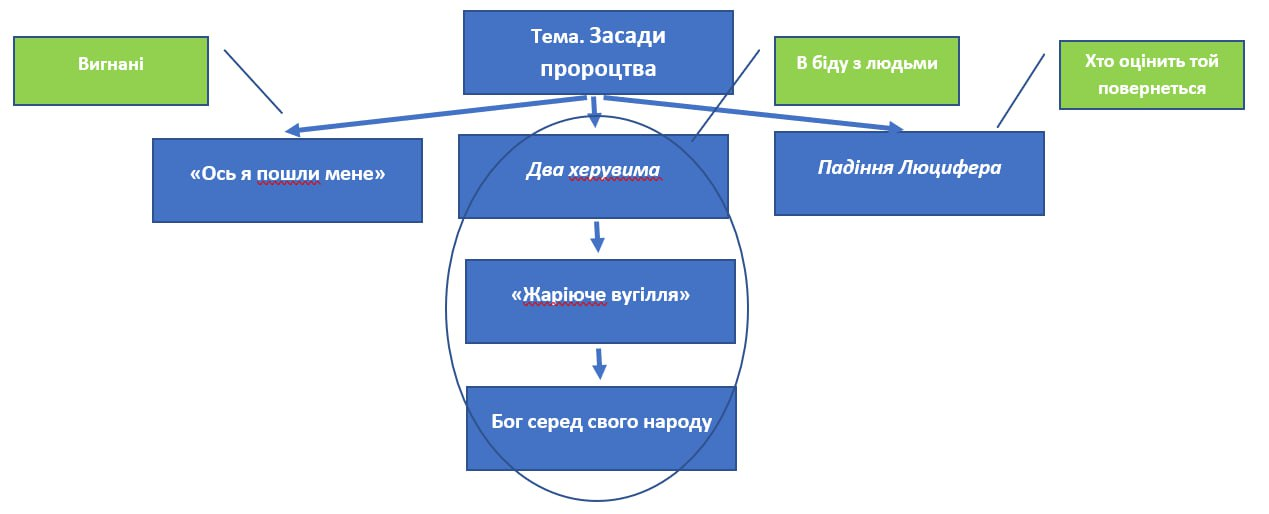 Тема. Засади
пророцтва
Вигнані
В біду з людьми
Хто оцінить той
повернеться
«Ось я пошли мене»
Два херувима
Падіння Люцифера
«Жаріюче вугілля»
Бог серед свого народу